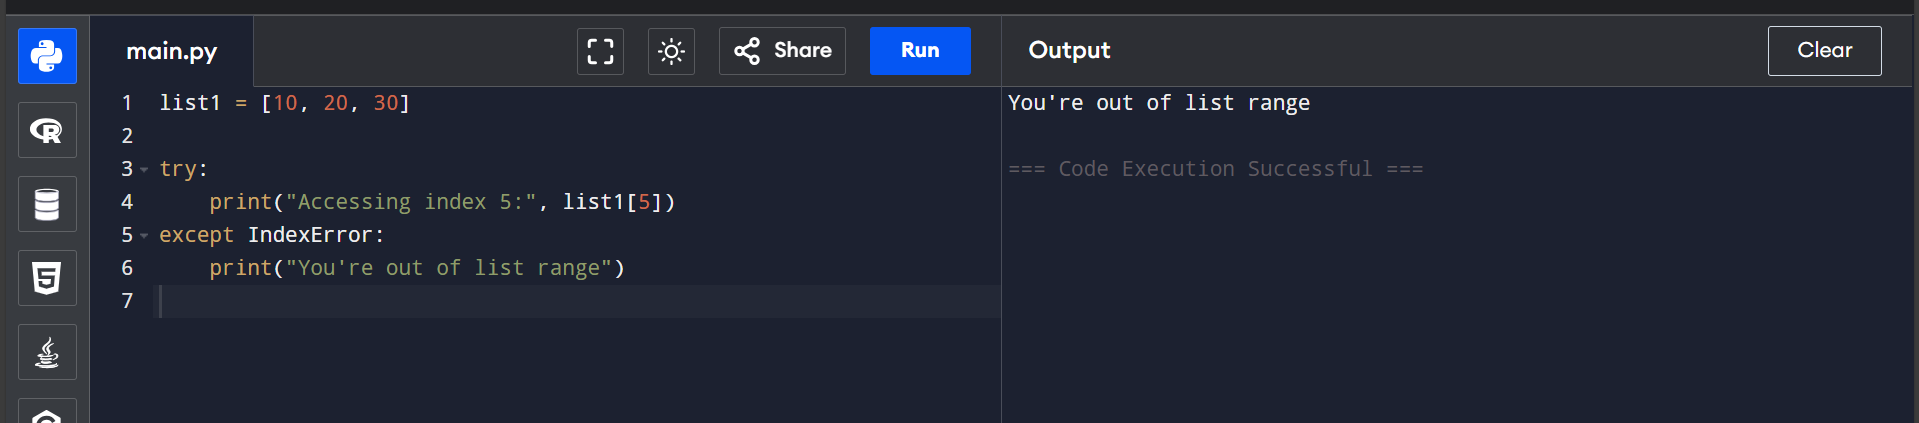 main.py
Share
Run
Output
Clear
1 list1 = [10, 20, 30]
2
3 try:
4     print("Accessing index 5:", list1[5])
5 except IndexError:
6     print("You're out of list range")
7
You're out of list range
=== Code Execution Successful ===